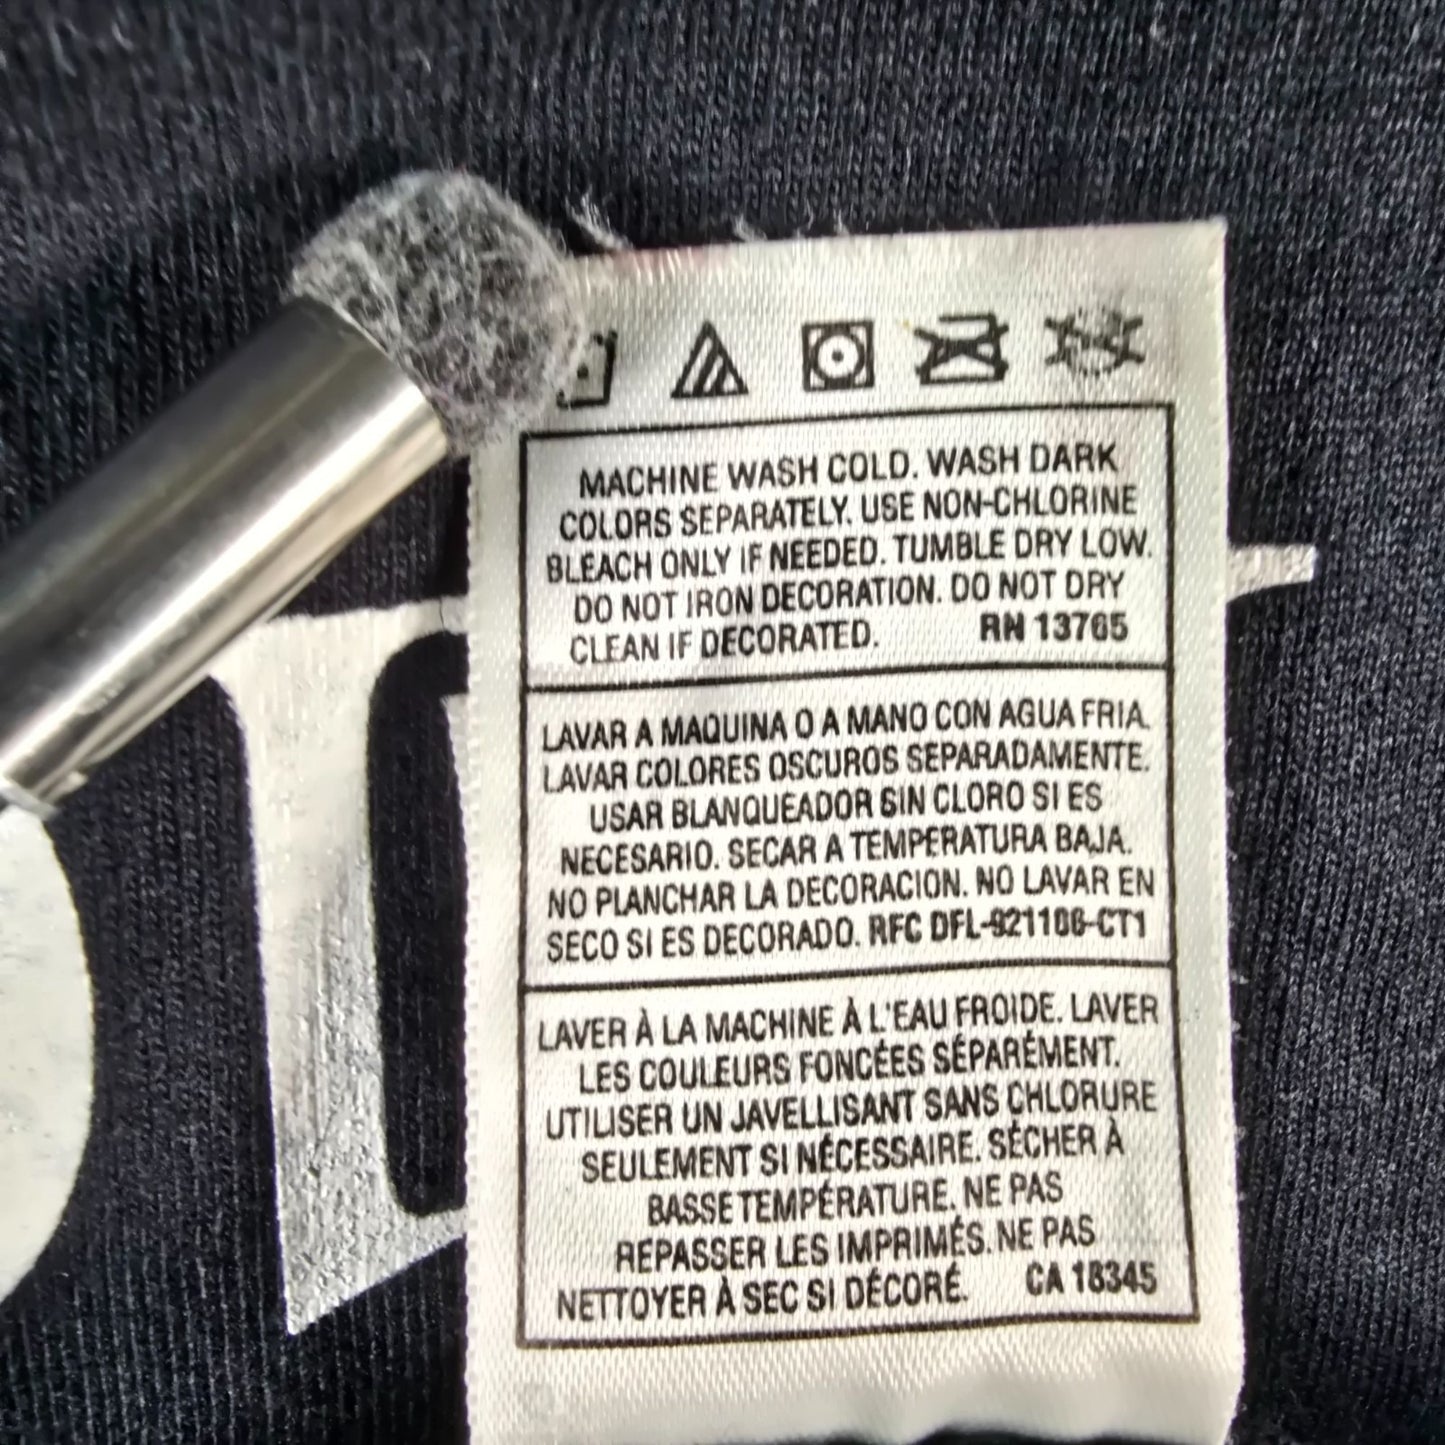 MACHINE WASH COLD. WASH DARK
COLORS SEPARATELY. USE NON-CHLORINE
BLEACH ONLY IF NEEDED. TUMBLE DRY LOW.
DO NOT IRON DECORATION. DO NOT DRY
CLEAN IF DECORATED. RN 13765
LAVAR A MAQUINA O A MANO CON AGUA FRIA.
LAVAR COLORES OSCUROS SEPARADAMENTE.
USAR BLANQUEADOR SIN CLORO SI ES
NECESARIO. SECAR A TEMPERATURA BAJA.
NO PLANCHAR LA DECORACION. NO LAVAR EN
SECO SI ES DECORADO. RFC DFL-921106-CT1
LAVER À LA MACHINE À L'EAU FROIDE. LAVER
LES COULEURS FONCÉES SÉPARÉMENT.
UTILISER UN JAVELLISANT SANS CHLORURE
SEULEMENT SI NÉCESSAIRE. SÉCHER À
BASSE TEMPÉRATURE. NE PAS
REPASSER LES IMPRIMÉS. NE PAS
NETTOYER À SEC SI DÉCORÉ. CA 18345